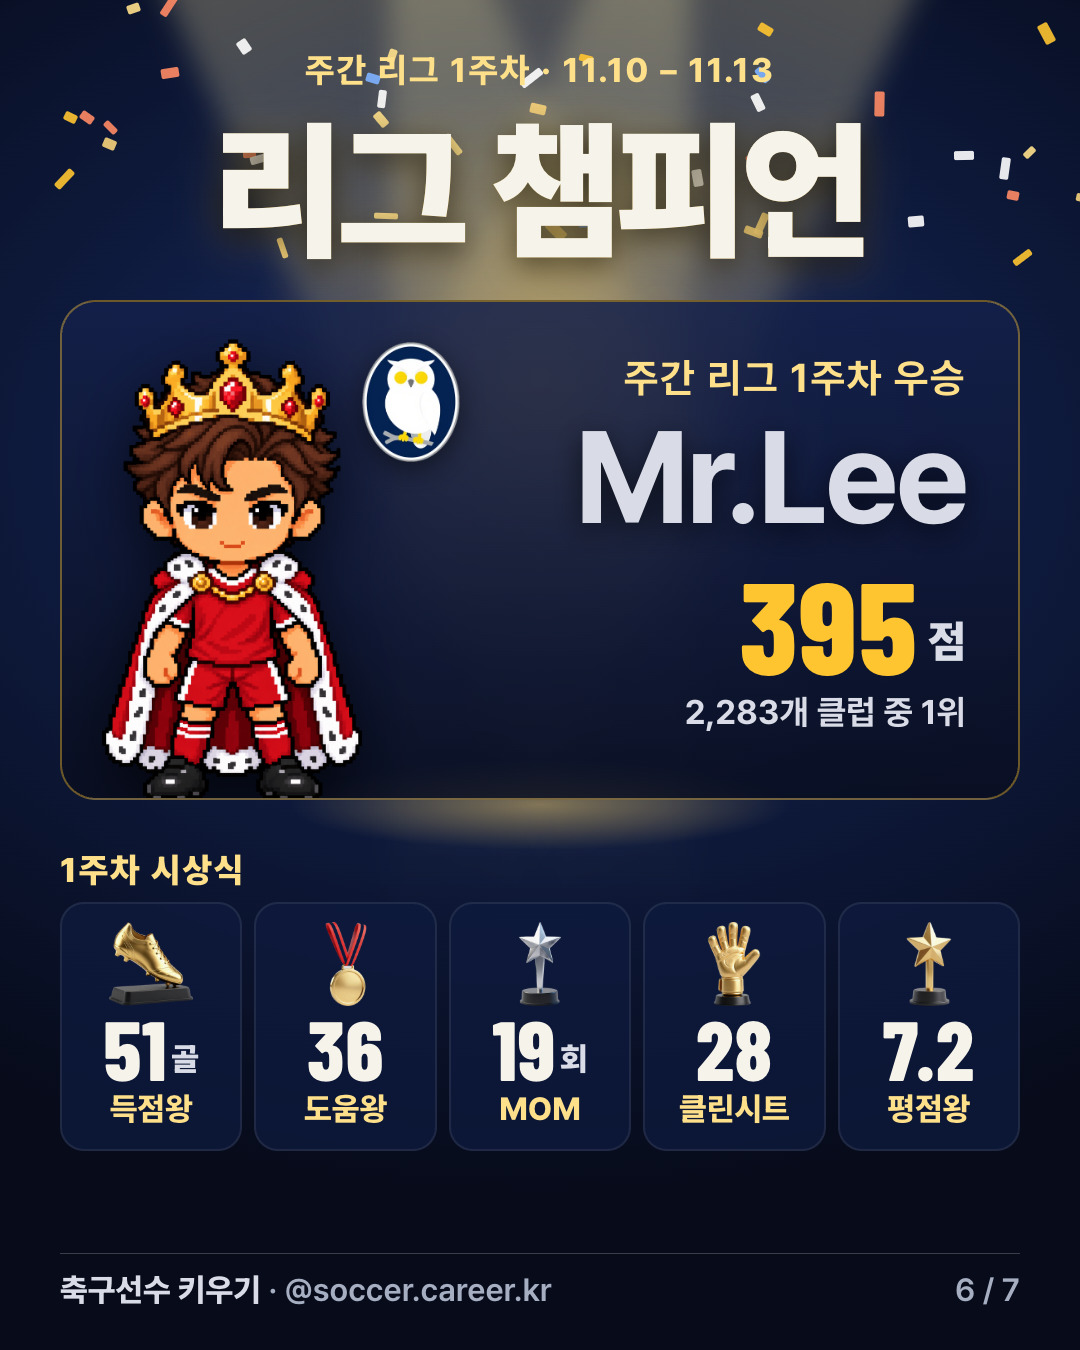 주간 리그 1주차 · 11.10 – 11.13
리그 챔피언
주간 리그 1주차 우승
Mr.Lee
395 점
2,283개 클럽 중 1위
1주차 시상식
51 골
득점왕
36
도움왕
19 회
MOM
28
클린시트
7.2
평점왕
축구선수 키우기 · @soccer.career.kr
6 / 7